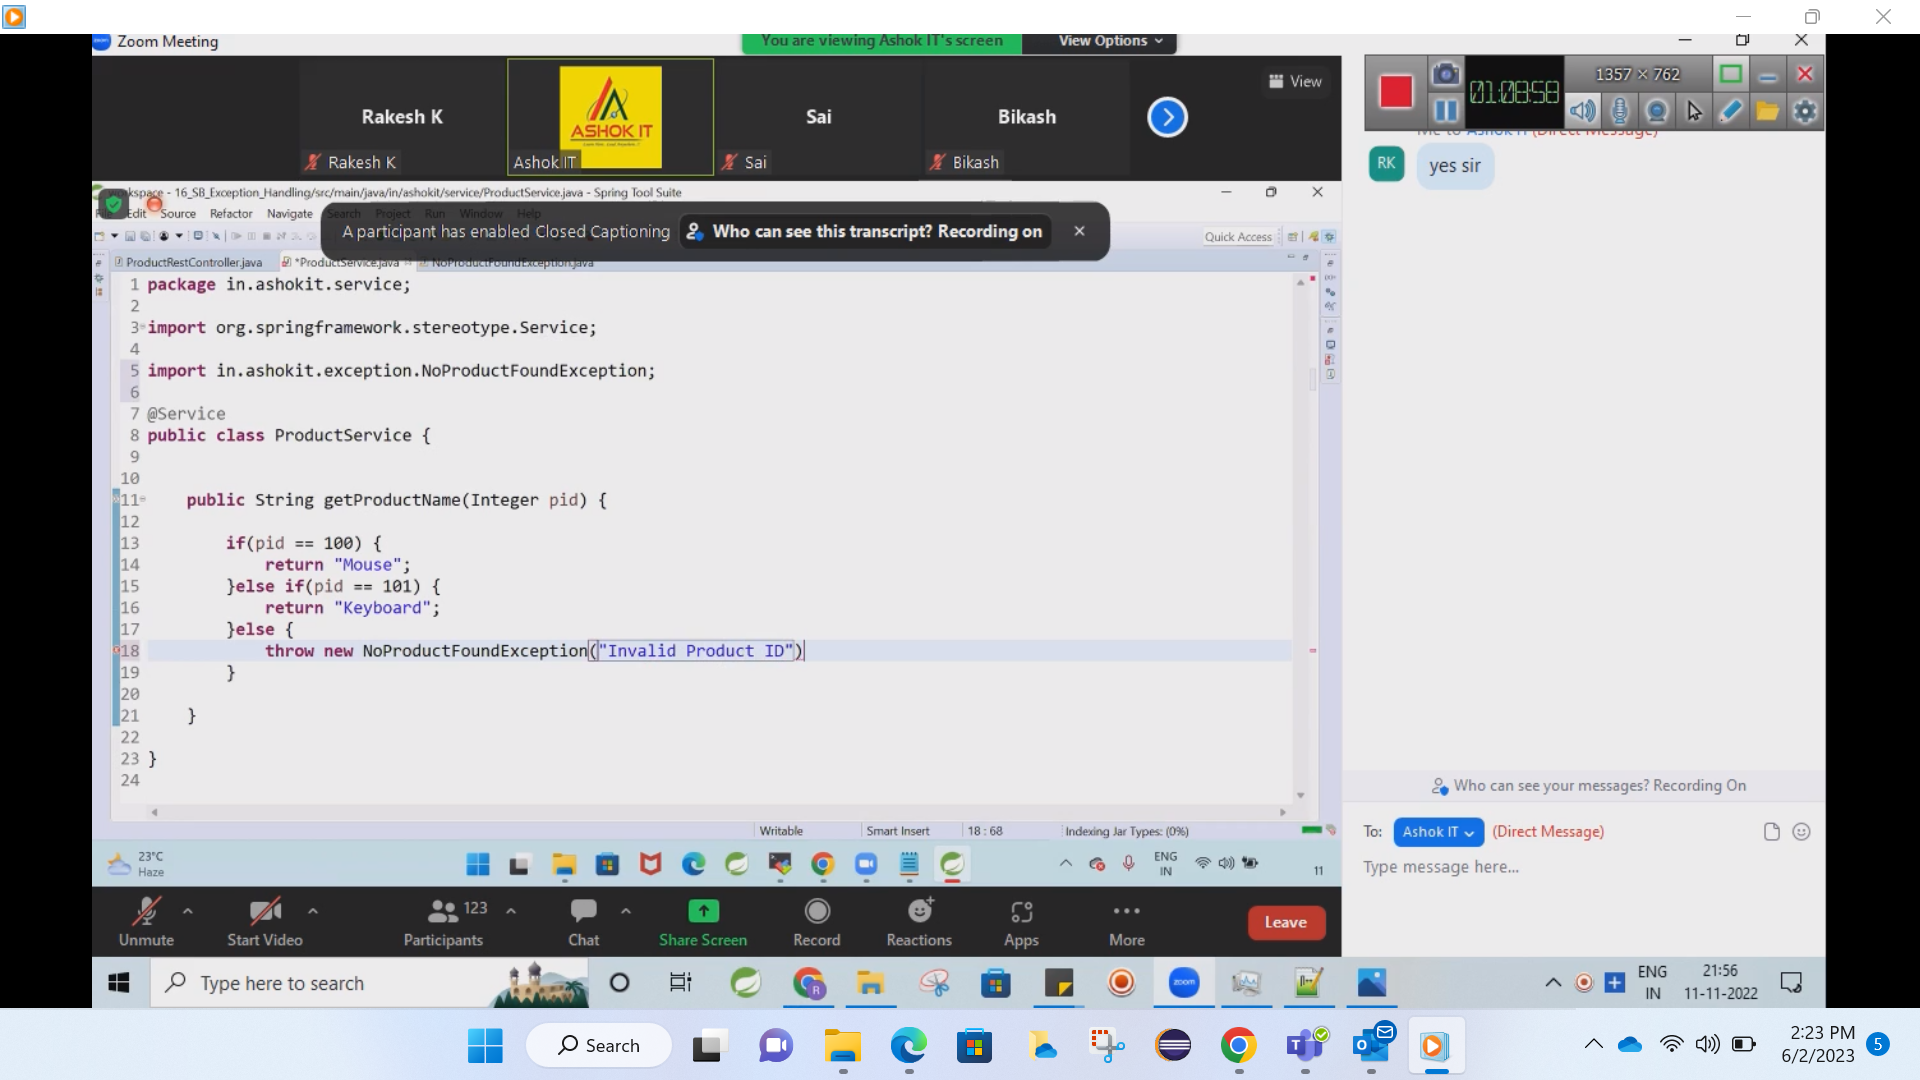 Zoom Meeting
You are viewing Ashok IT's screen
View Options
Rakesh K
ASHOK IT
Sai
Bikash
View
Rakesh K
Ashok IT
Sai
Bikash
01:08:58
1357 × 762
(Direct Message)
RK
yes sir
workspace - 16_SB_Exception_Handling/src/main/java/in/ashokit/service/ProductService.java - Spring Tool Suite
Edit Source Refactor Navigate Search Project Run Window Help
A participant has enabled Closed Captioning
Who can see this transcript? Recording on
Quick Access
ProductRestController.java
*ProductService.java
NoProductFoundException.java
1 package in.ashokit.service;
2
3 import org.springframework.stereotype.Service;
4
5 import in.ashokit.exception.NoProductFoundException;
6
7 @Service
8 public class ProductService {
9
10
11 public String getProductName(Integer pid) {
12
13 if(pid == 100) {
14 return "Mouse";
15 }else if(pid == 101) {
16 return "Keyboard";
17 }else {
18 throw new NoProductFoundException("Invalid Product ID")
19 }
20
21 }
22
23 }
24
Writable
Smart Insert
18 : 68
Indexing Jar Types: (0%)
23°C
Haze
ENG
IN
11
Who can see your messages? Recording On
To: Ashok IT (Direct Message)
Type message here...
Unmute
Start Video
123
Participants
Chat
Share Screen
Record
Reactions
Apps
More
Leave
Type here to search
R
zoom
ENG
IN
21:56
11-11-2022
Search
2:23 PM
6/2/2023
5